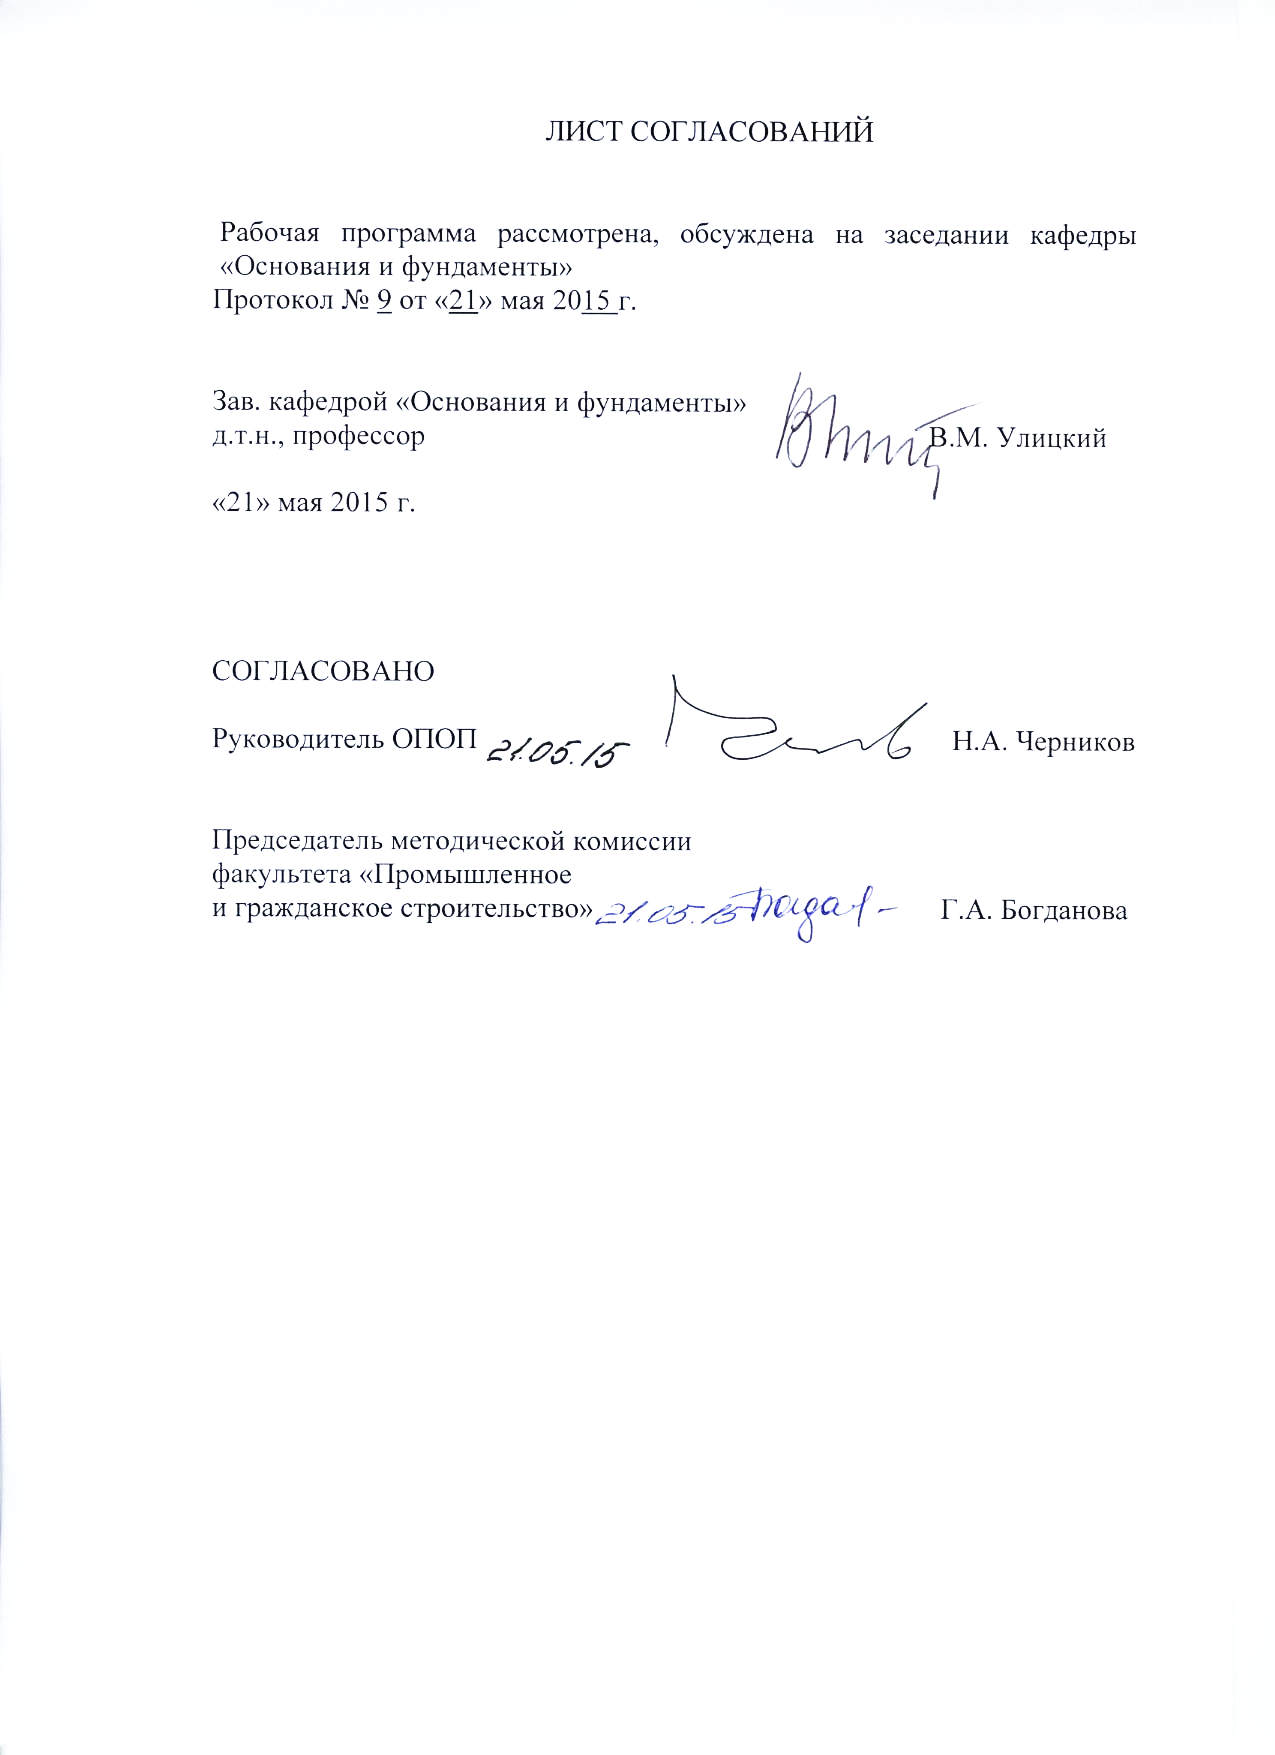 ЛИСТ СОГЛАСОВАНИЙ
Рабочая программа рассмотрена, обсуждена на заседании кафедры
«Основания и фундаменты»
Протокол № 9 от «21» мая 2015 г.
Зав. кафедрой «Основания и фундаменты»
д.т.н., профессор В.М. Улицкий
«21» мая 2015 г.
СОГЛАСОВАНО
Руководитель ОПОП 21.05.15 Н.А. Черников
Председатель методической комиссии
факультета «Промышленное
и гражданское строительство» 21.05.15 Г.А. Богданова